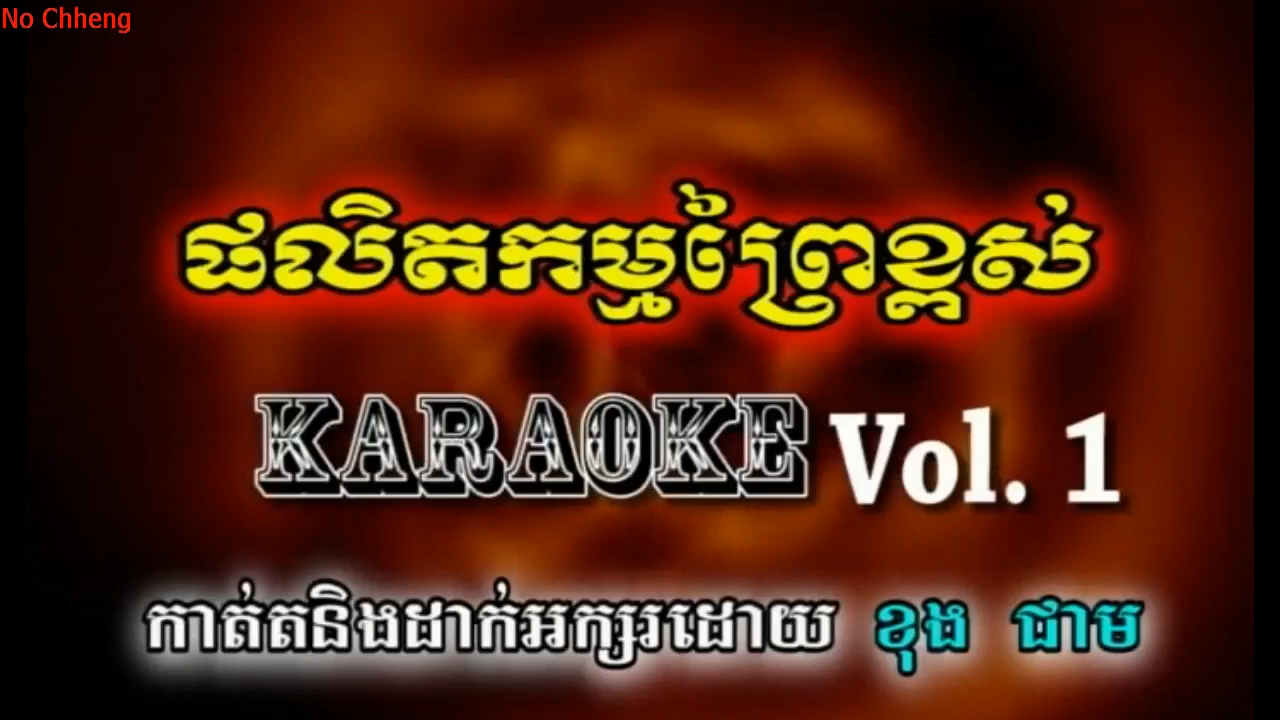 No Chheng
ផលិតកម្មព្រៃខ្ពស់
KARAOKE Vol. 1
កាត់តនិងដាក់អក្សរដោយ ខុង ជាម